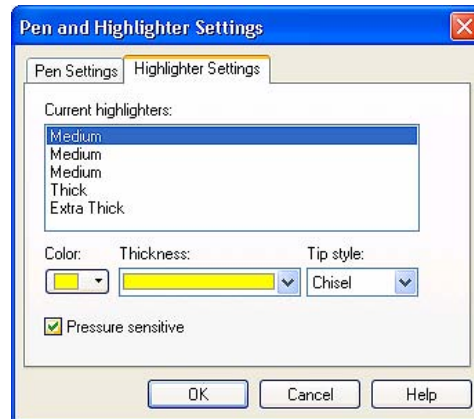 Pen and Highlighter Settings
Pen Settings Highlighter Settings
Current highlighters:
Medium
Medium
Medium
Thick
Extra Thick
Color: Thickness: Tip style:
Chisel
Pressure sensitive
OK Cancel Help